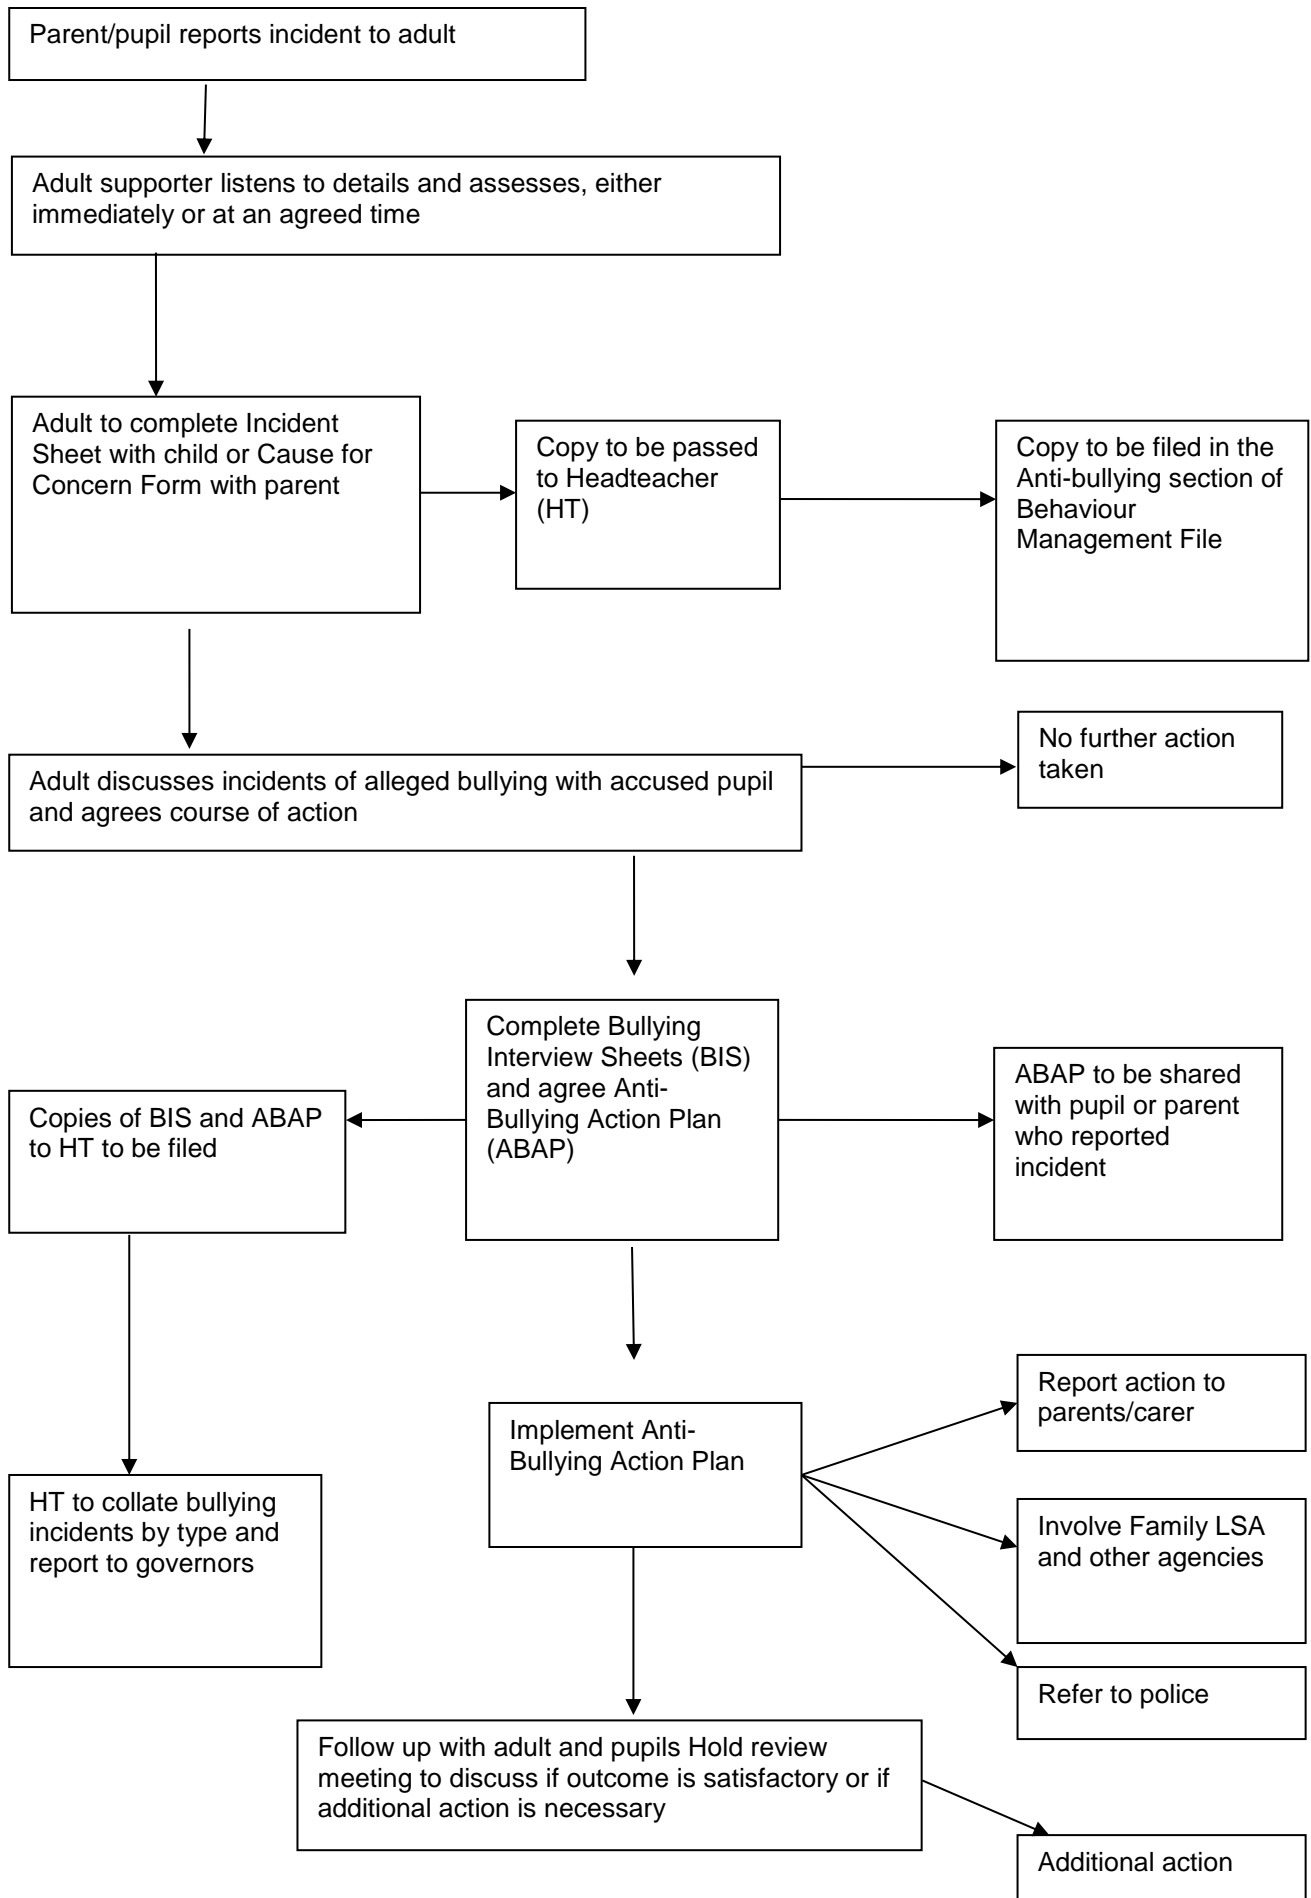 Parent/pupil reports incident to adult
Adult supporter listens to details and assesses, either
immediately or at an agreed time
Adult to complete Incident
Sheet with child or Cause for
Concern Form with parent
Copy to be passed
to Headteacher
(HT)
Copy to be filed in the
Anti-bullying section of
Behaviour
Management File
No further action
taken
Adult discusses incidents of alleged bullying with accused pupil
and agrees course of action
Complete Bullying
Interview Sheets (BIS)
and agree Anti-
Bullying Action Plan
(ABAP)
Copies of BIS and ABAP
to HT to be filed
ABAP to be shared
with pupil or parent
who reported
incident
Report action to
parents/carer
Implement Anti-
Bullying Action Plan
HT to collate bullying
incidents by type and
report to governors
Involve Family LSA
and other agencies
Refer to police
Follow up with adult and pupils Hold review
meeting to discuss if outcome is satisfactory or if
additional action is necessary
Additional action